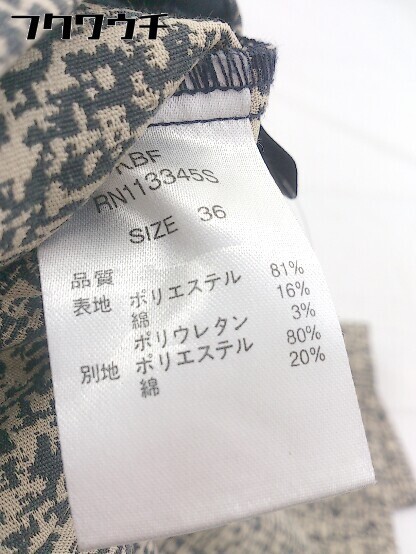 フクウウチ
KBF
RN113345S
SIZE 36
品質
表地 ポリエステル 81%
綿 16%
ポリウレタン 3%
別地 ポリエステル 80%
綿 20%